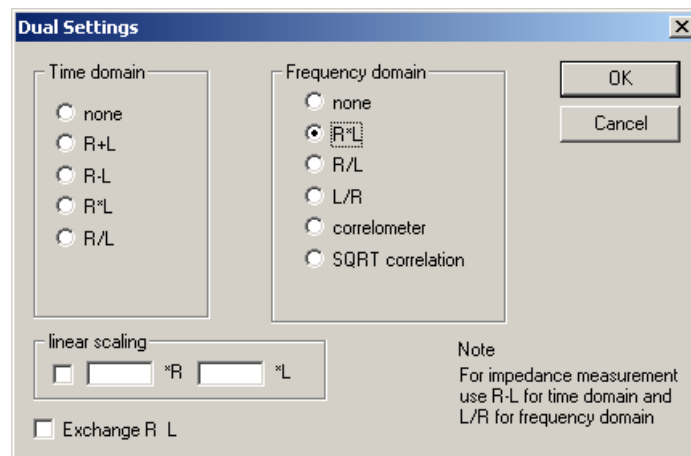 Dual Settings
Time domain
none
R+L
R-L
R*L
R/L
Frequency domain
none
R*L
R/L
L/R
correlometer
SQRT correlation
OK
Cancel
linear scaling
*R *L
Exchange R L
Note
For impedance measurement
use R-L for time domain and
L/R for frequency domain